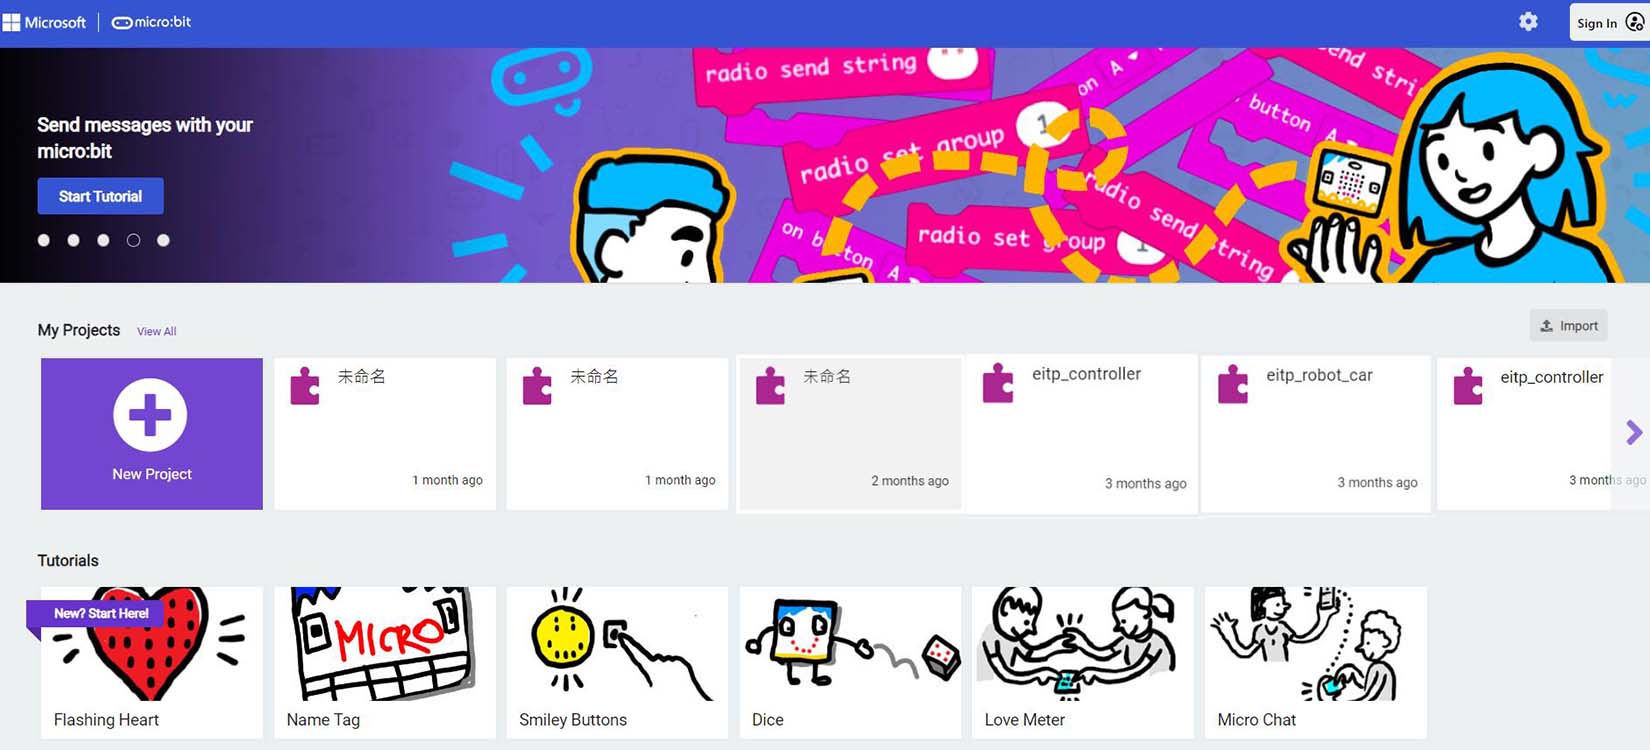 Microsoft | micro:bit
Sign In
Send messages with your
micro:bit
Start Tutorial
radio send string
on A
send stri
button A
radio set group 1
radio send string
radio set group 1
on button A
My Projects View All
Import
New Project
未命名
1 month ago
未命名
1 month ago
未命名
2 months ago
eitp_controller
3 months ago
eitp_robot_car
3 months ago
eitp_controller
3 months ago
Tutorials
New? Start Here!
Flashing Heart
MICRO
Name Tag
Smiley Buttons
Dice
Love Meter
Micro Chat